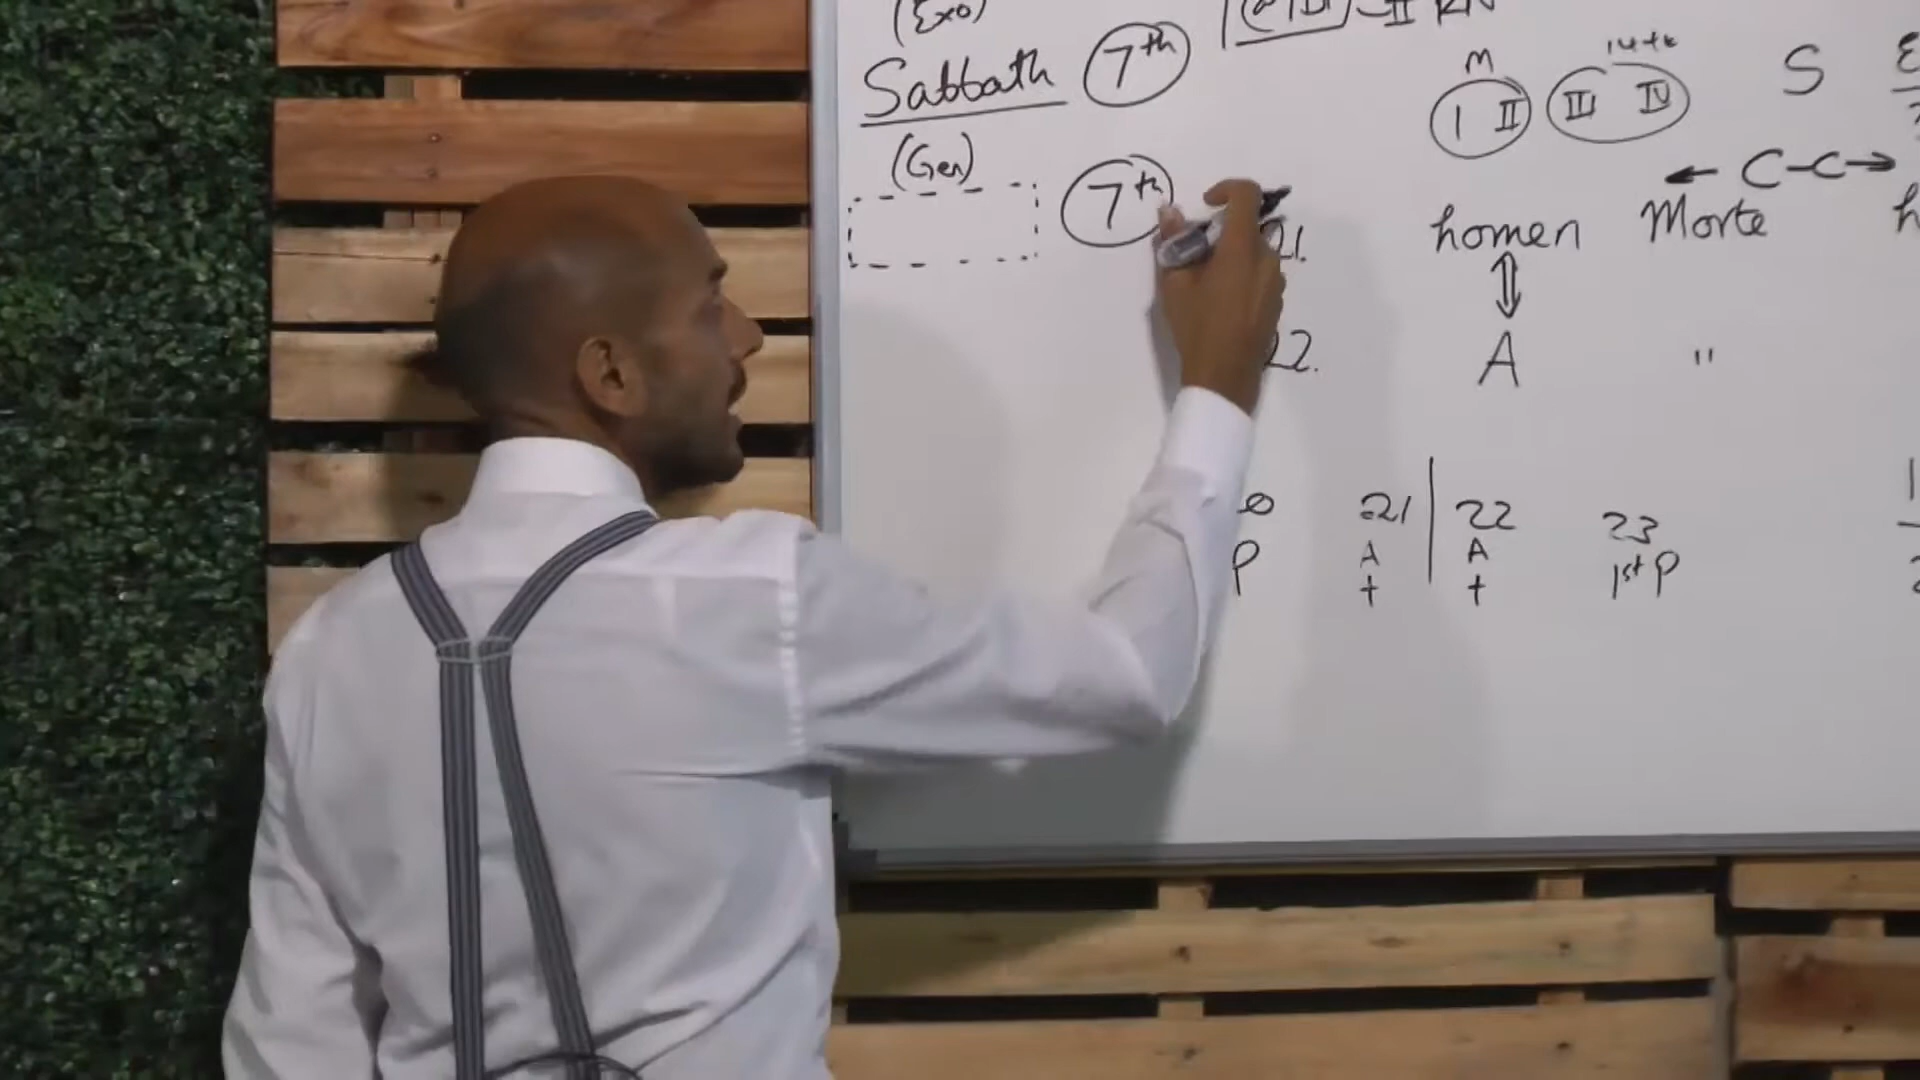 (Exo)
Sabbath 7th
M 14th
I II III IV S
(Gen)
7th
← C-C →
21. homen Morte
22. A "
21 | 22 23
P A A 1st P
+ +